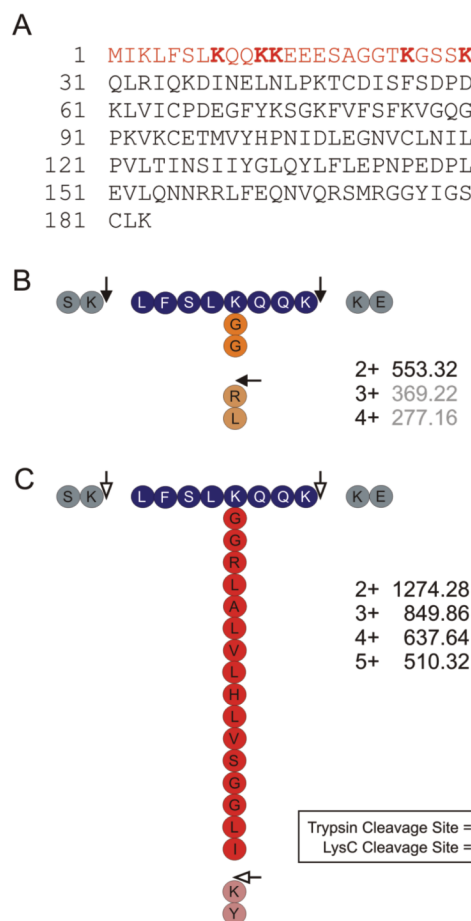 A
1 MIKLFSLKQQKKEEESAGGTKGSSK
31 QLRIQKDINELNLPKTCDISFSDPD
61 KLVICPDEGFYKSGKFVFSFKVGQG
91 PKVKCETMVYHPNIDLEGNVCLNIL
121 PVLTINSIIYGLQYLFLEPNPEDPL
151 EVLQNNRRLFEQNVQRSMRGGYIGS
181 CLK
B
S K L F S L K Q Q K K E
G
G
R
L
2+ 553.32
3+ 369.22
4+ 277.16
C
S K L F S L K Q Q K K E
G
G
R
L
A
L
V
L
H
L
V
S
G
G
L
I
K
Y
2+ 1274.28
3+ 849.86
4+ 637.64
5+ 510.32
Trypsin Cleavage Site =
LysC Cleavage Site =